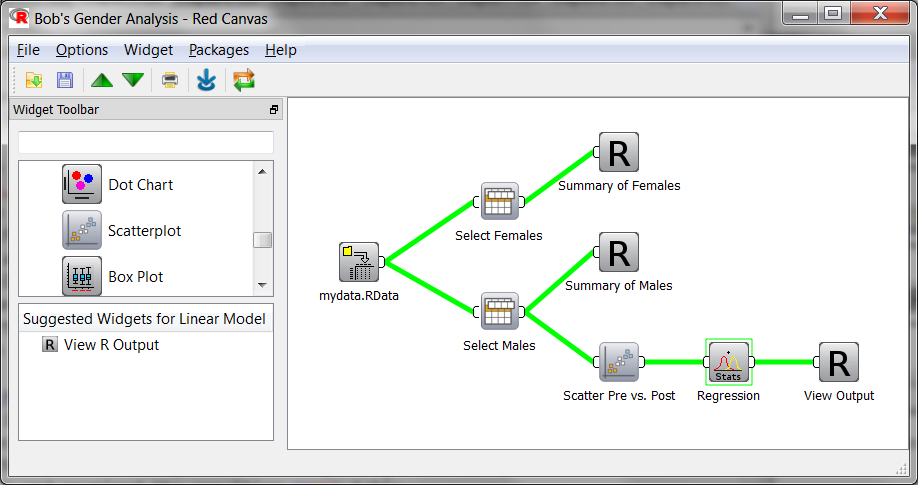 Bob's Gender Analysis - Red Canvas
File Options Widget Packages Help
Widget Toolbar
Dot Chart
Scatterplot
Box Plot
Suggested Widgets for Linear Model
R View R Output
R
Summary of Females
Select Females
R
Summary of Males
mydata.RData
Select Males
Stats
R
Scatter Pre vs. Post
Regression
View Output